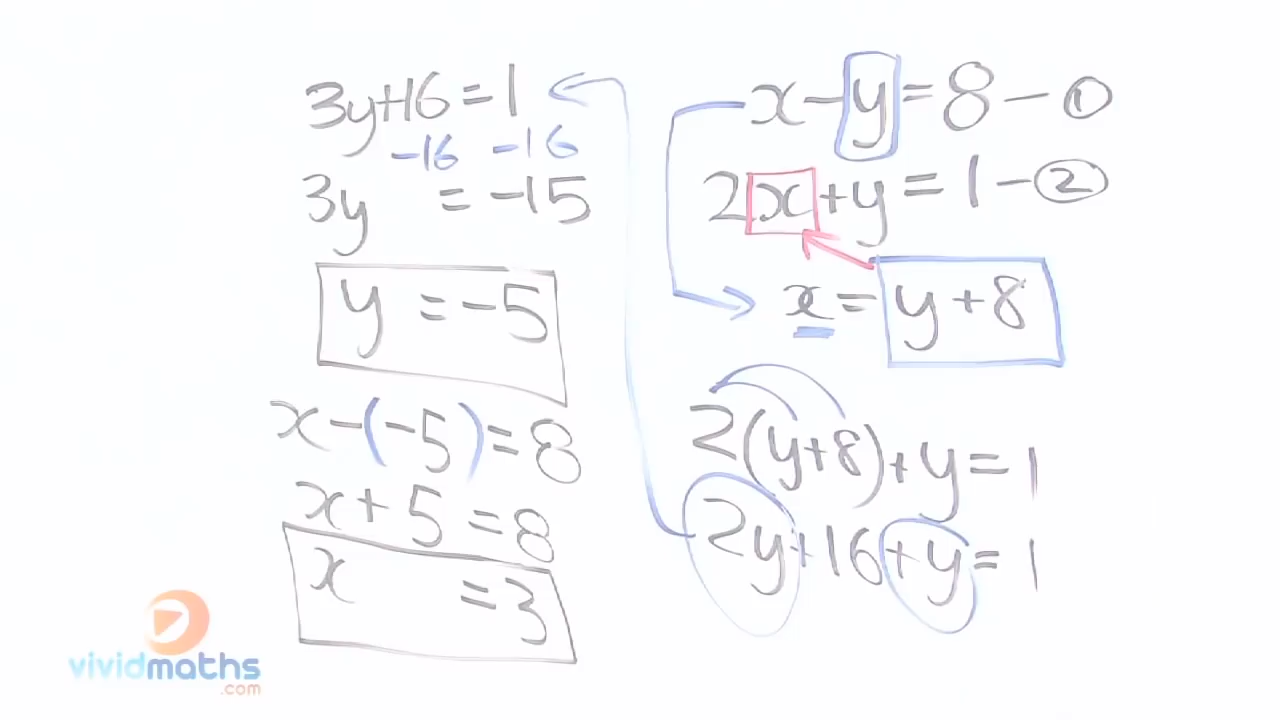 x - y = 8 - ①
2x + y = 1 - ②
x = y + 8
2(y+8) + y = 1
2y + 16 + y = 1
3y + 16 = 1
-16 -16
3y = -15
y = -5
x - (-5) = 8
x + 5 = 8
x = 3
vividmaths
.com